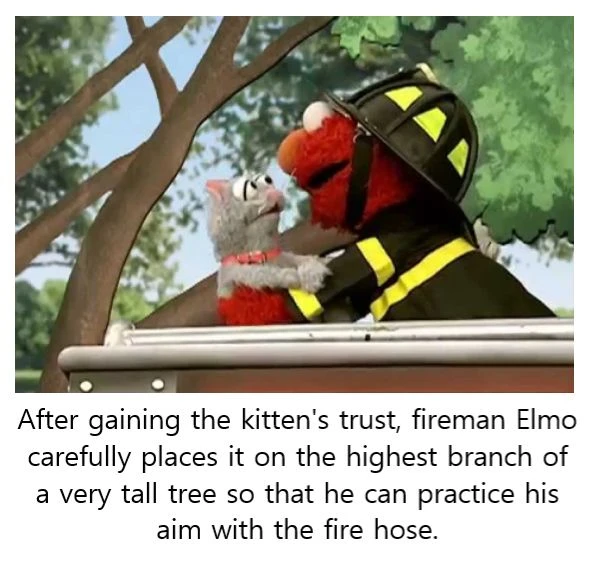 After gaining the kitten's trust, fireman Elmo
carefully places it on the highest branch of
a very tall tree so that he can practice his
aim with the fire hose.